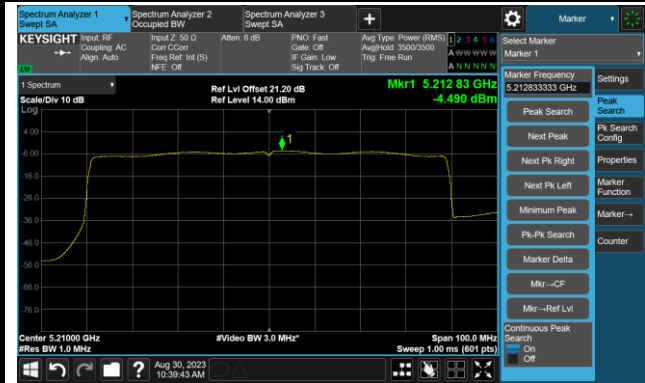 Spectrum Analyzer 1
Swept SA
Spectrum Analyzer 2
Occupied BW
Spectrum Analyzer 3
Swept SA
Marker
KEYSIGHT
Input: RF
Coupling: AC
Align: Auto
Input Z: 50 Ω
Corr CCorr
Freq Ref: Int (S)
NFE: Off
Atten: 6 dB
PNO: Fast
Gate: Off
IF Gain: Low
Sig Track: Off
Avg Type: Power (RMS)
Avg|Hold: 3500/3500
Trig: Free Run
1 2 3 4 5 6
A W W W W W
A N N N N N
Select Marker
Marker 1
1 Spectrum
Scale/Div 10 dB
Log
Ref Lvl Offset 21.20 dB
Ref Level 14.00 dBm
Mkr1 5.212 83 GHz
-4.490 dBm
4.00
-6.00
-16.0
-26.0
-36.0
-46.0
-56.0
-66.0
-76.0
1
Center 5.21000 GHz
#Res BW 1.0 MHz
#Video BW 3.0 MHz*
Span 100.0 MHz
Sweep 1.00 ms (601 pts)
Marker Frequency
5.212833333 GHz
Peak Search
Next Peak
Next Pk Right
Next Pk Left
Minimum Peak
Pk-Pk Search
Marker Delta
Mkr→CF
Mkr→Ref Lvl
Continuous Peak
Search
On
Off
Settings
Peak
Search
Pk Search
Config
Properties
Marker
Function
Marker→
Counter
?
Aug 30, 2023
10:39:43 AM